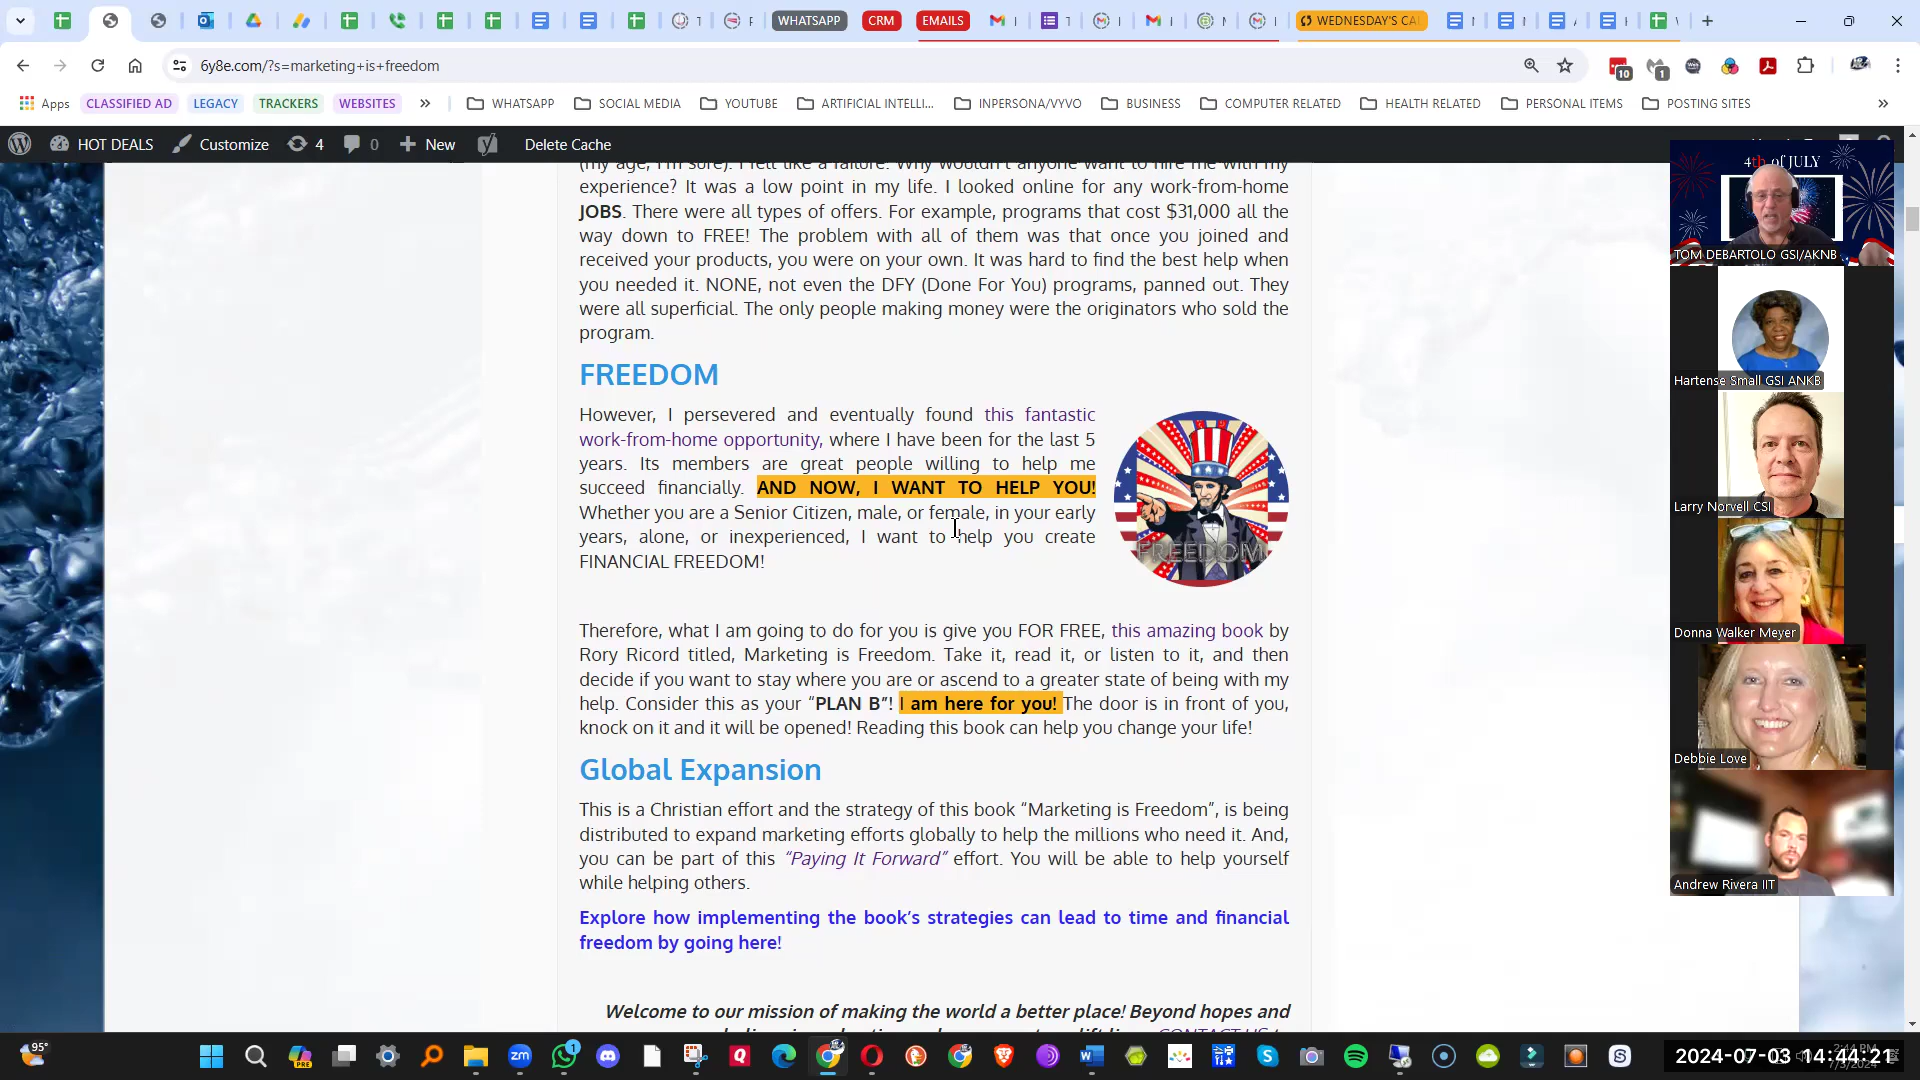 WHATSAPP
CRM
EMAILS
WEDNESDAY'S CA
6y8e.com/?s=marketing+is+freedom
10
1
Apps
CLASSIFIED AD
LEGACY
TRACKERS
WEBSITES
WHATSAPP
SOCIAL MEDIA
YOUTUBE
ARTIFICIAL INTELLI...
INPERSONA/VYVO
BUSINESS
COMPUTER RELATED
HEALTH RELATED
PERSONAL ITEMS
POSTING SITES
HOT DEALS
Customize
4
0
New
Delete Cache
(my age, I'm sure). I felt like a failure. Why wouldn't anyone want to hire me with my
experience? It was a low point in my life. I looked online for any work-from-home
JOBS. There were all types of offers. For example, programs that cost $31,000 all the
way down to FREE! The problem with all of them was that once you joined and
received your products, you were on your own. It was hard to find the best help when
you needed it. NONE, not even the DFY (Done For You) programs, panned out. They
were all superficial. The only people making money were the originators who sold the
program.
FREEDOM
However, I persevered and eventually found this fantastic
work-from-home opportunity, where I have been for the last 5
years. Its members are great people willing to help me
succeed financially. AND NOW, I WANT TO HELP YOU!
Whether you are a Senior Citizen, male, or female, in your early
years, alone, or inexperienced, I want to help you create
FINANCIAL FREEDOM!
FREEDOM
Therefore, what I am going to do for you is give you FOR FREE, this amazing book by
Rory Ricord titled, Marketing is Freedom. Take it, read it, or listen to it, and then
decide if you want to stay where you are or ascend to a greater state of being with my
help. Consider this as your “PLAN B”! I am here for you! The door is in front of you,
knock on it and it will be opened! Reading this book can help you change your life!
Global Expansion
This is a Christian effort and the strategy of this book “Marketing is Freedom”, is being
distributed to expand marketing efforts globally to help the millions who need it. And,
you can be part of this “Paying It Forward” effort. You will be able to help yourself
while helping others.
Explore how implementing the book’s strategies can lead to time and financial
freedom by going here!
Welcome to our mission of making the world a better place! Beyond hopes and
4th of JULY
TOM DEBARTOLO GSI/AKNB
Hartense Small GSI ANKB
Larry Norvell CSI
Donna Walker Meyer
Debbie Love
Andrew Rivera IIT
95°
2024-07-03 14:44:21